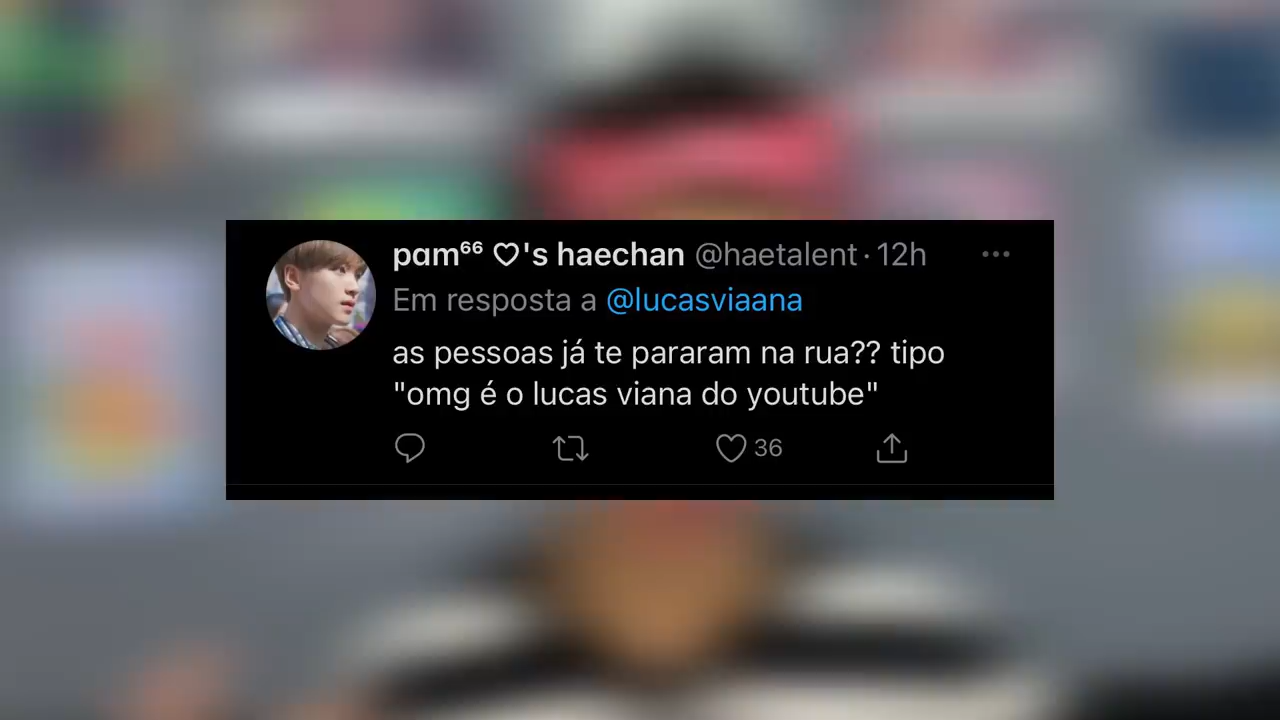 pam⁶⁶ ♡'s haechan @haetalent · 12h
Em resposta a @lucasviaana
as pessoas já te pararam na rua?? tipo
"omg é o lucas viana do youtube"
36